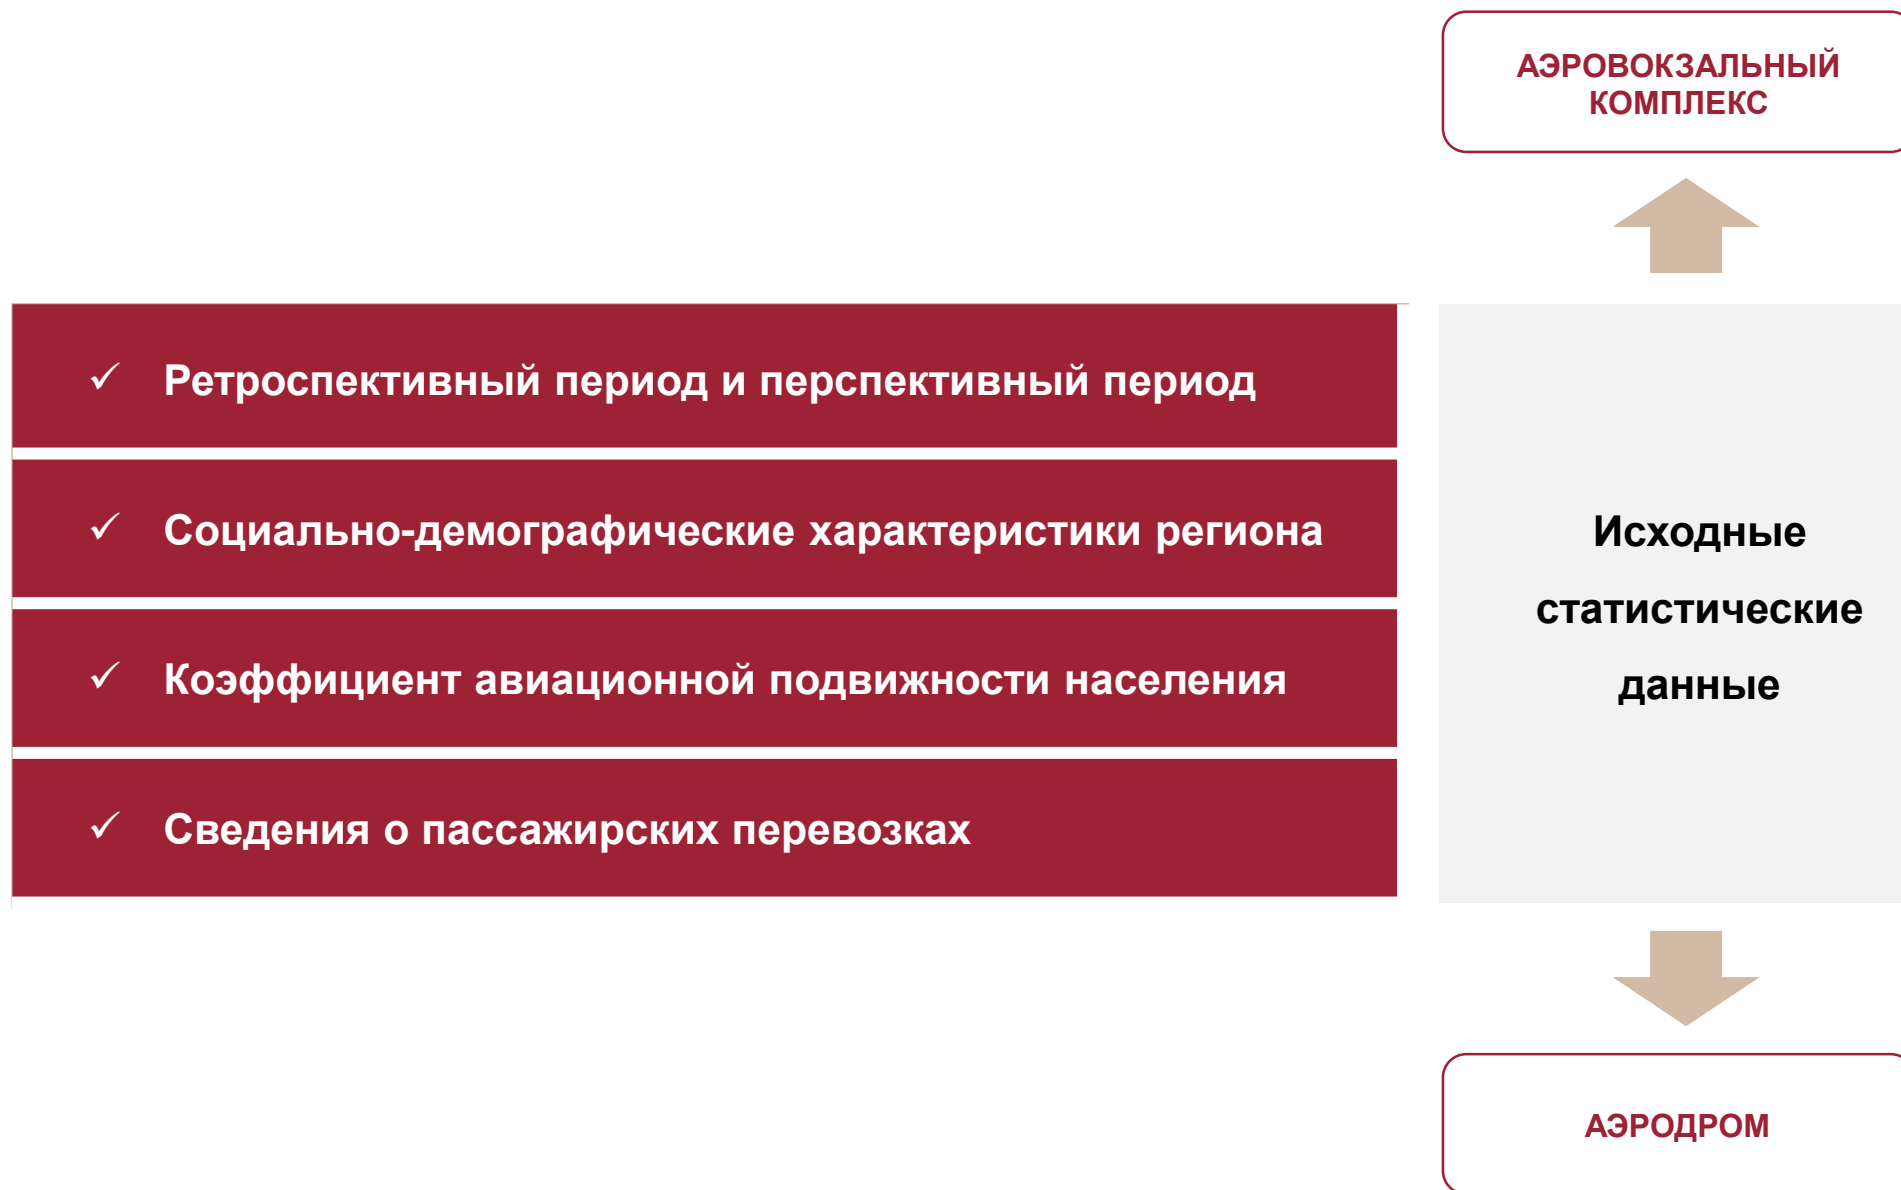 АЭРОВОКЗАЛЬНЫЙ
КОМПЛЕКС
✓ Ретроспективный период и перспективный период
✓ Социально-демографические характеристики региона
✓ Коэффициент авиационной подвижности населения
✓ Сведения о пассажирских перевозках
Исходные
статистические
данные
АЭРОДРОМ